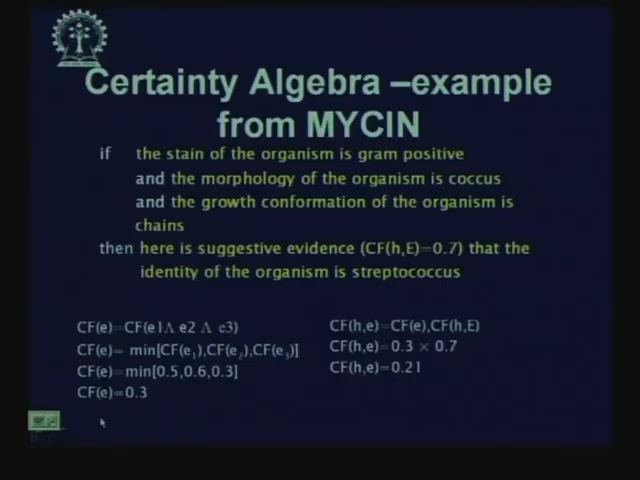 Certainty Algebra –example
from MYCIN
if the stain of the organism is gram positive
and the morphology of the organism is coccus
and the growth conformation of the organism is
chains
then here is suggestive evidence (CF(h,E)=0.7) that the
identity of the organism is streptococcus
CF(e)=CF(e1Λ e2 Λ e3)
CF(e)= min[CF(e₁),CF(e₂),CF(e₃)]
CF(e)=min[0.5,0.6,0.3]
CF(e)=0.3
CF(h,e)=CF(e),CF(h,E)
CF(h,e)=0.3 × 0.7
CF(h,e)=0.21